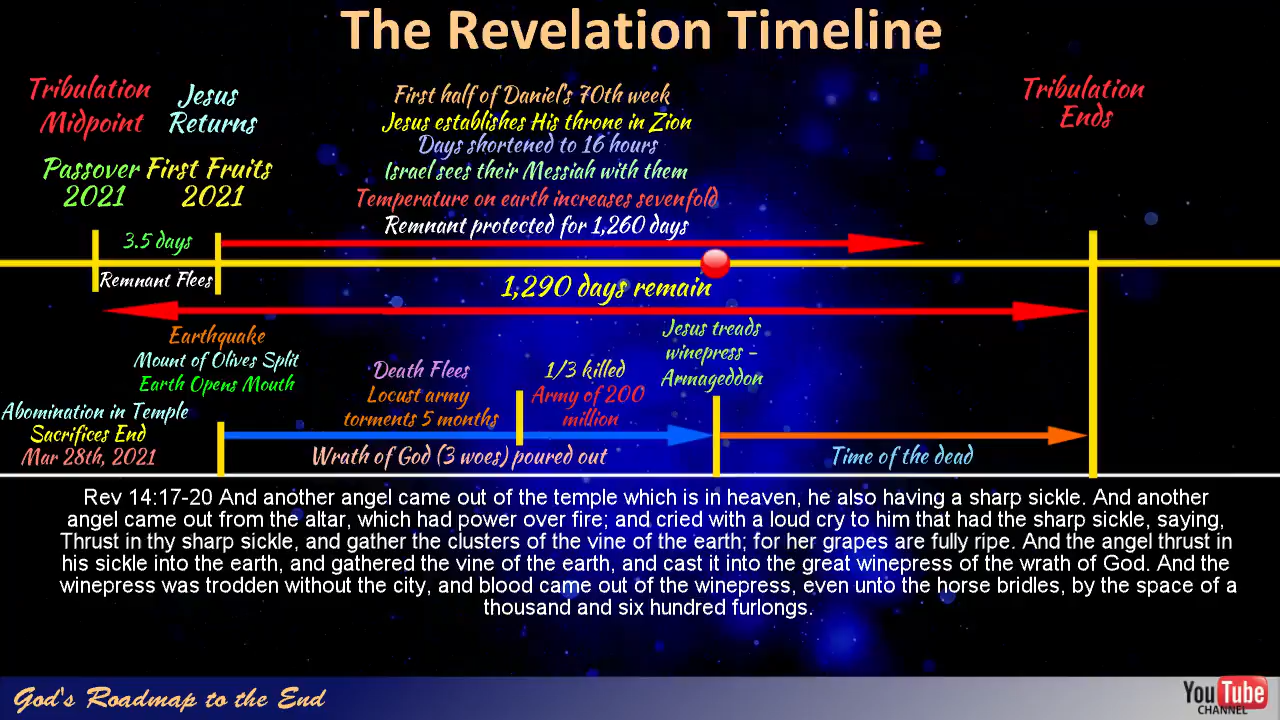 The Revelation Timeline
Tribulation
Midpoint
Jesus
Returns
Passover
2021
First Fruits
2021
First half of Daniel's 70th week
Jesus establishes His throne in Zion
Days shortened to 16 hours
Israel sees their Messiah with them
Temperature on earth increases sevenfold
Remnant protected for 1,260 days
Tribulation
Ends
3.5 days
Remnant Flees
1,290 days remain
Earthquake
Mount of Olives Split
Earth Opens Mouth
Abomination in Temple
Sacrifices End
Mar 28th, 2021
Death Flees
Locust army
torments 5 months
1/3 killed
Army of 200
million
Jesus treads
winepress -
Armageddon
Wrath of God (3 woes) poured out
Time of the dead
Rev 14:17-20 And another angel came out of the temple which is in heaven, he also having a sharp sickle. And another
angel came out from the altar, which had power over fire; and cried with a loud cry to him that had the sharp sickle, saying,
Thrust in thy sharp sickle, and gather the clusters of the vine of the earth; for her grapes are fully ripe. And the angel thrust in
his sickle into the earth, and gathered the vine of the earth, and cast it into the great winepress of the wrath of God. And the
winepress was trodden without the city, and blood came out of the winepress, even unto the horse bridles, by the space of a
thousand and six hundred furlongs.
God's Roadmap to the End
YouTube
CHANNEL